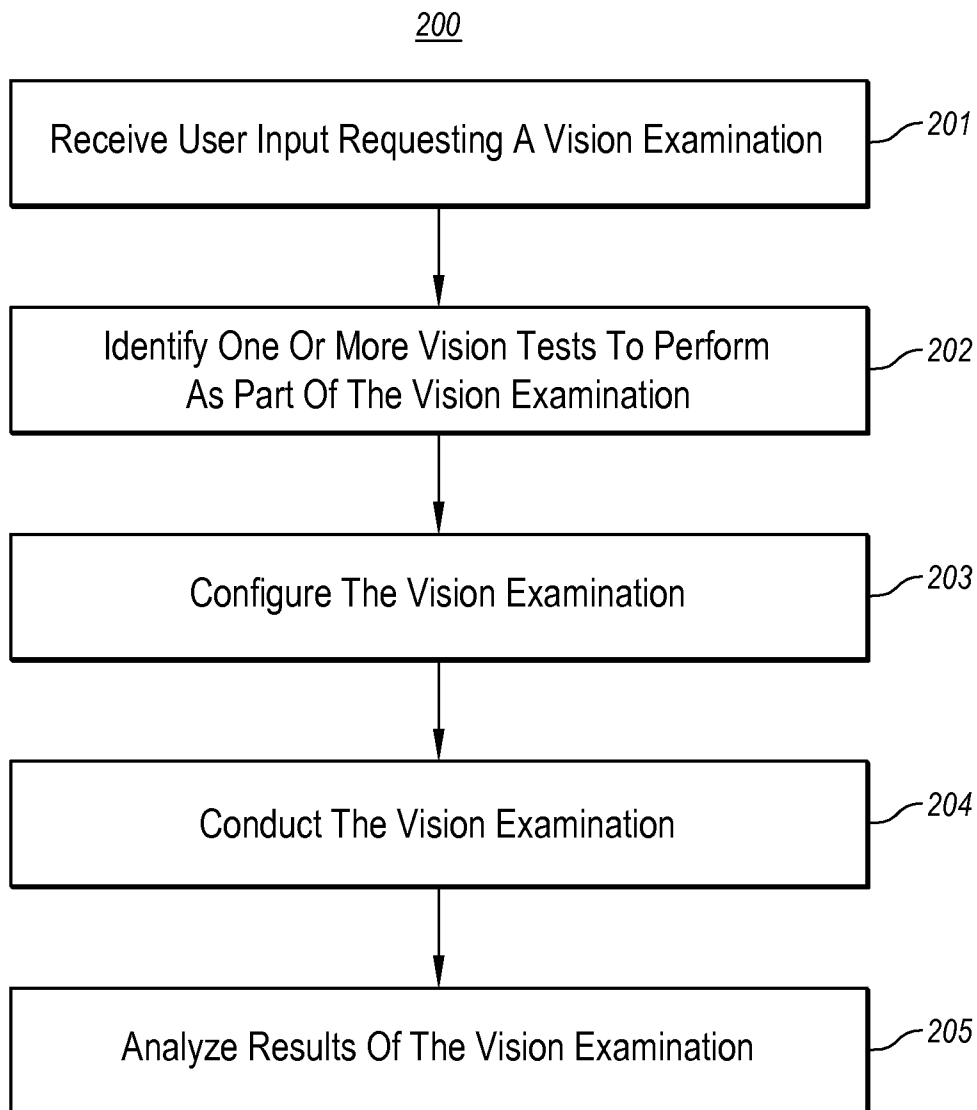 200
Receive User Input Requesting A Vision Examination
201
Identify One Or More Vision Tests To Perform
As Part Of The Vision Examination
202
Configure The Vision Examination
203
Conduct The Vision Examination
204
Analyze Results Of The Vision Examination
205